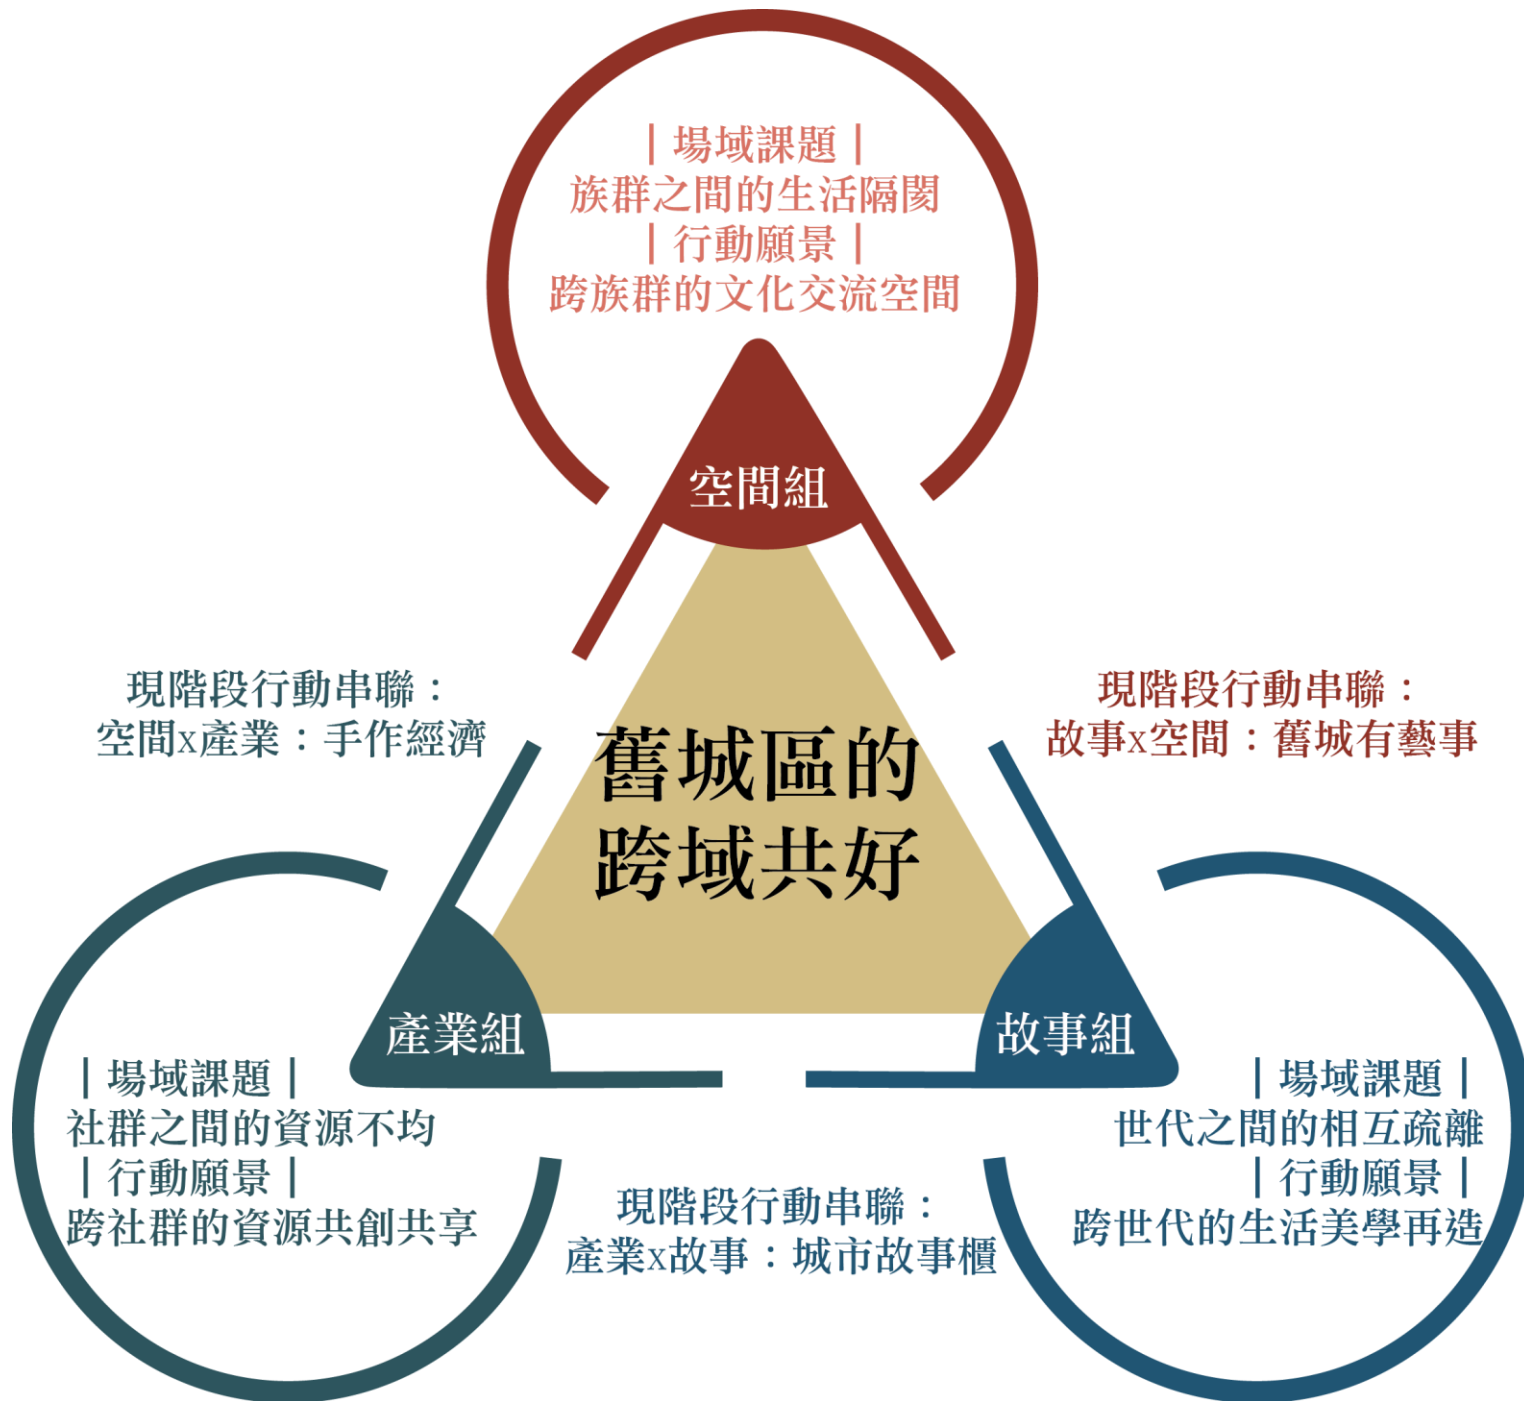 ｜場域課題｜
族群之間的生活隔閡
｜行動願景｜
跨族群的文化交流空間
空間組
現階段行動串聯：
空間x產業：手作經濟
現階段行動串聯：
故事x空間：舊城有藝事
舊城區的
跨域共好
產業組
故事組
｜場域課題｜
社群之間的資源不均
｜行動願景｜
跨社群的資源共創共享
｜場域課題｜
世代之間的相互疏離
｜行動願景｜
跨世代的生活美學再造
現階段行動串聯：
產業x故事：城市故事櫃